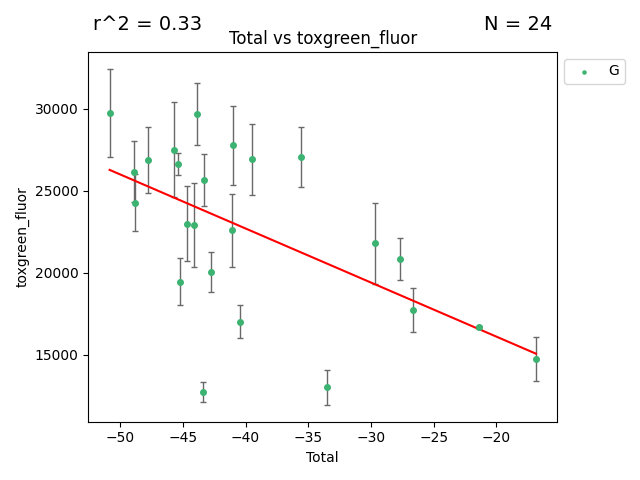 r^2 = 0.33
N = 24
Total vs toxgreen_fluor
G
30000
25000
20000
15000
toxgreen_fluor
−50 −45 −40 −35 −30 −25 −20
Total